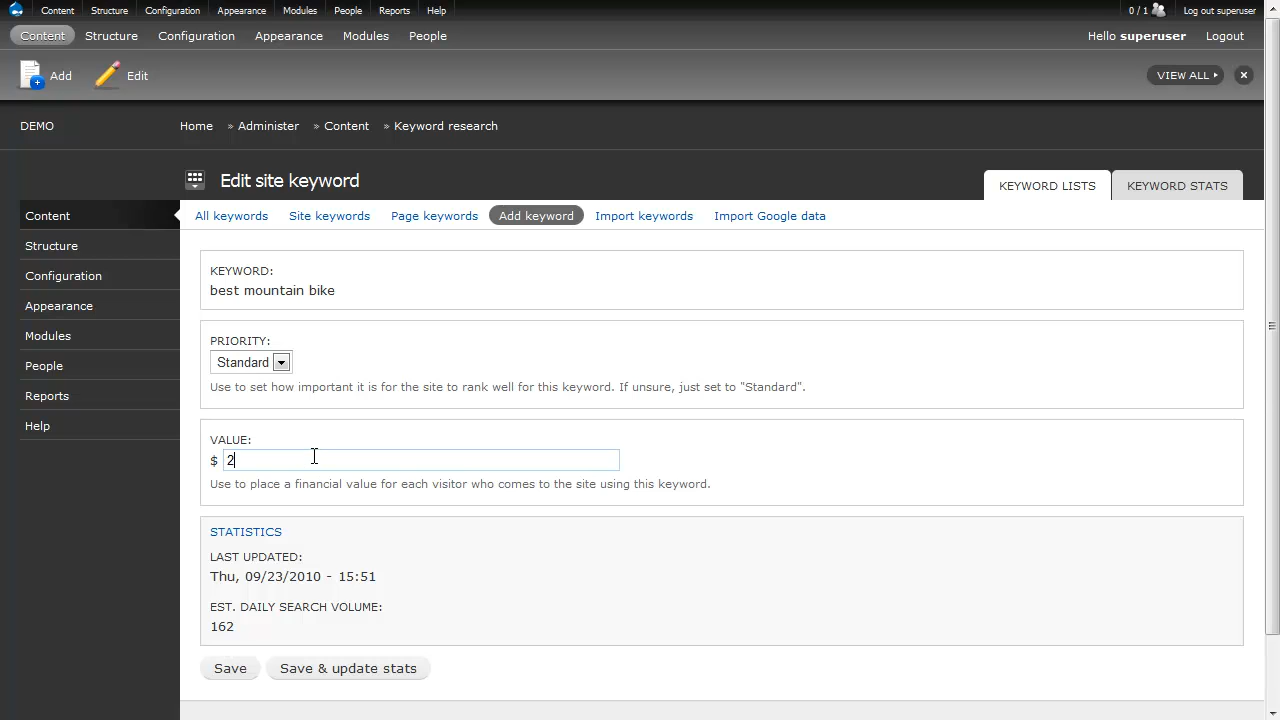 Content Structure Configuration Appearance Modules People Reports Help 0 / 1 Log out superuser
Content Structure Configuration Appearance Modules People Hello superuser Logout
Add Edit VIEW ALL
DEMO Home » Administer » Content » Keyword research
Edit site keyword KEYWORD LISTS KEYWORD STATS
All keywords Site keywords Page keywords Add keyword Import keywords Import Google data
Content
Structure
Configuration
Appearance
Modules
People
Reports
Help
KEYWORD:
best mountain bike
PRIORITY:
Standard
Use to set how important it is for the site to rank well for this keyword. If unsure, just set to "Standard".
VALUE:
$ 2
Use to place a financial value for each visitor who comes to the site using this keyword.
STATISTICS
LAST UPDATED:
Thu, 09/23/2010 - 15:51
EST. DAILY SEARCH VOLUME:
162
Save Save & update stats